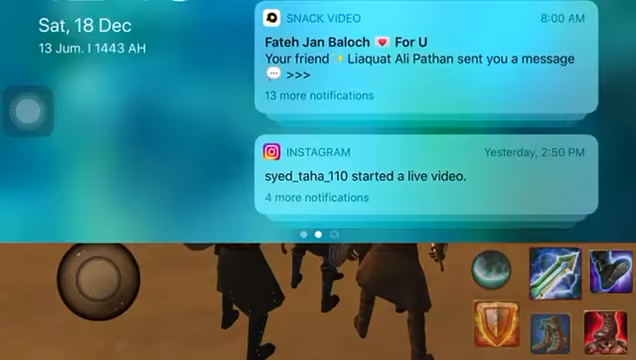 Sat, 18 Dec
13 Jum. I 1443 AH
SNACK VIDEO 8:00 AM
Fateh Jan Baloch 💌 For U
Your friend ⚡ Liaquat Ali Pathan sent you a message
💬 >>>
13 more notifications
INSTAGRAM Yesterday, 2:50 PM
syed_taha_110 started a live video.
4 more notifications